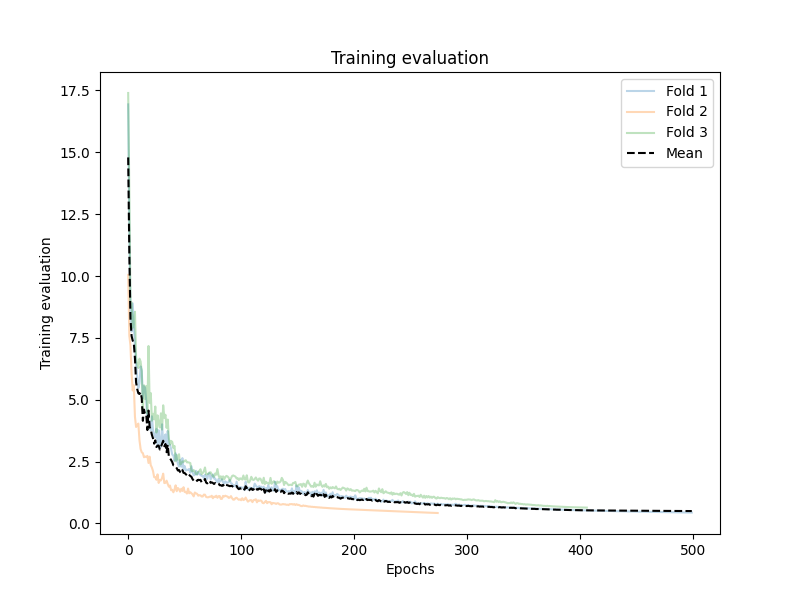 Training evaluation
Fold 1
Fold 2
Fold 3
Mean
Training evaluation
17.5
15.0
12.5
10.0
7.5
5.0
2.5
0.0
0
100
200
300
400
500
Epochs